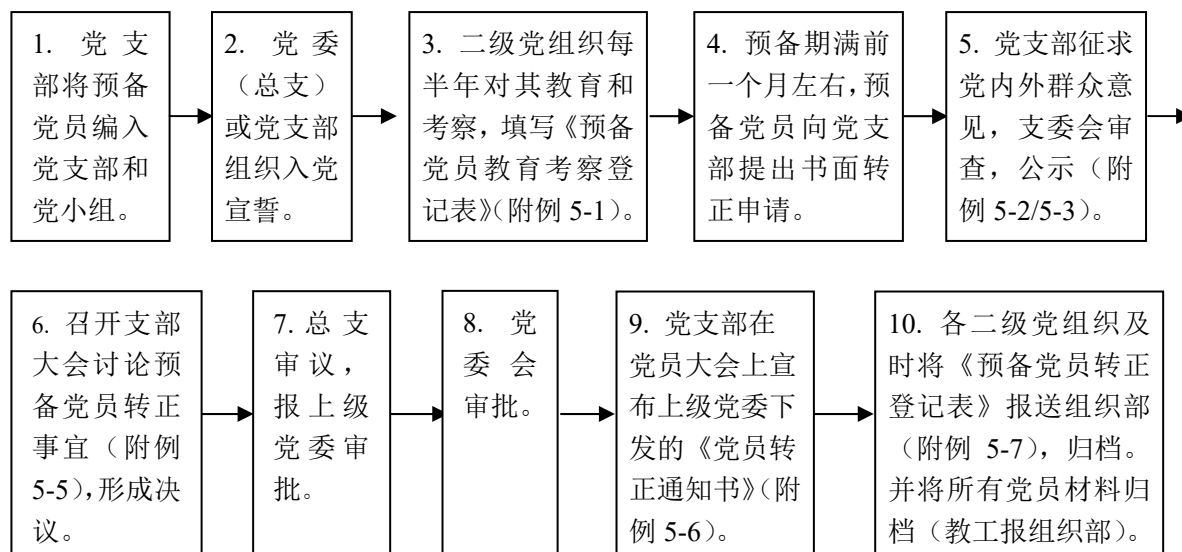 1. 党支
部将预备
党员编入
党支部和
党小组。
2. 党委
（总支）
或党支部
组织入党
宣誓。
3. 二级党组织每
半年对其教育和
考察，填写《预备
党员教育考察登
记表》（附例 5-1）。
4. 预备期满前
一个月左右，预
备党员向党支
部提出书面转
正申请。
5. 党支部征求
党内外群众意
见，支委会审
查，公示（附
例 5-2/5-3）。
6. 召开支部
大会讨论预
备党员转正
事宜（附例
5-5），形成决
议。
7. 总支
审议，
报上级
党委审
批。
8. 党
委会
审批。
9. 党支部在
党员大会上宣
布上级党委下
发的《党员转
正通知书》（附
例 5-6）。
10. 各二级党组织及
时将《预备党员转正
登记表》报送组织部
（附例 5-7），归档。
并将所有党员材料归
档（教工报组织部）。